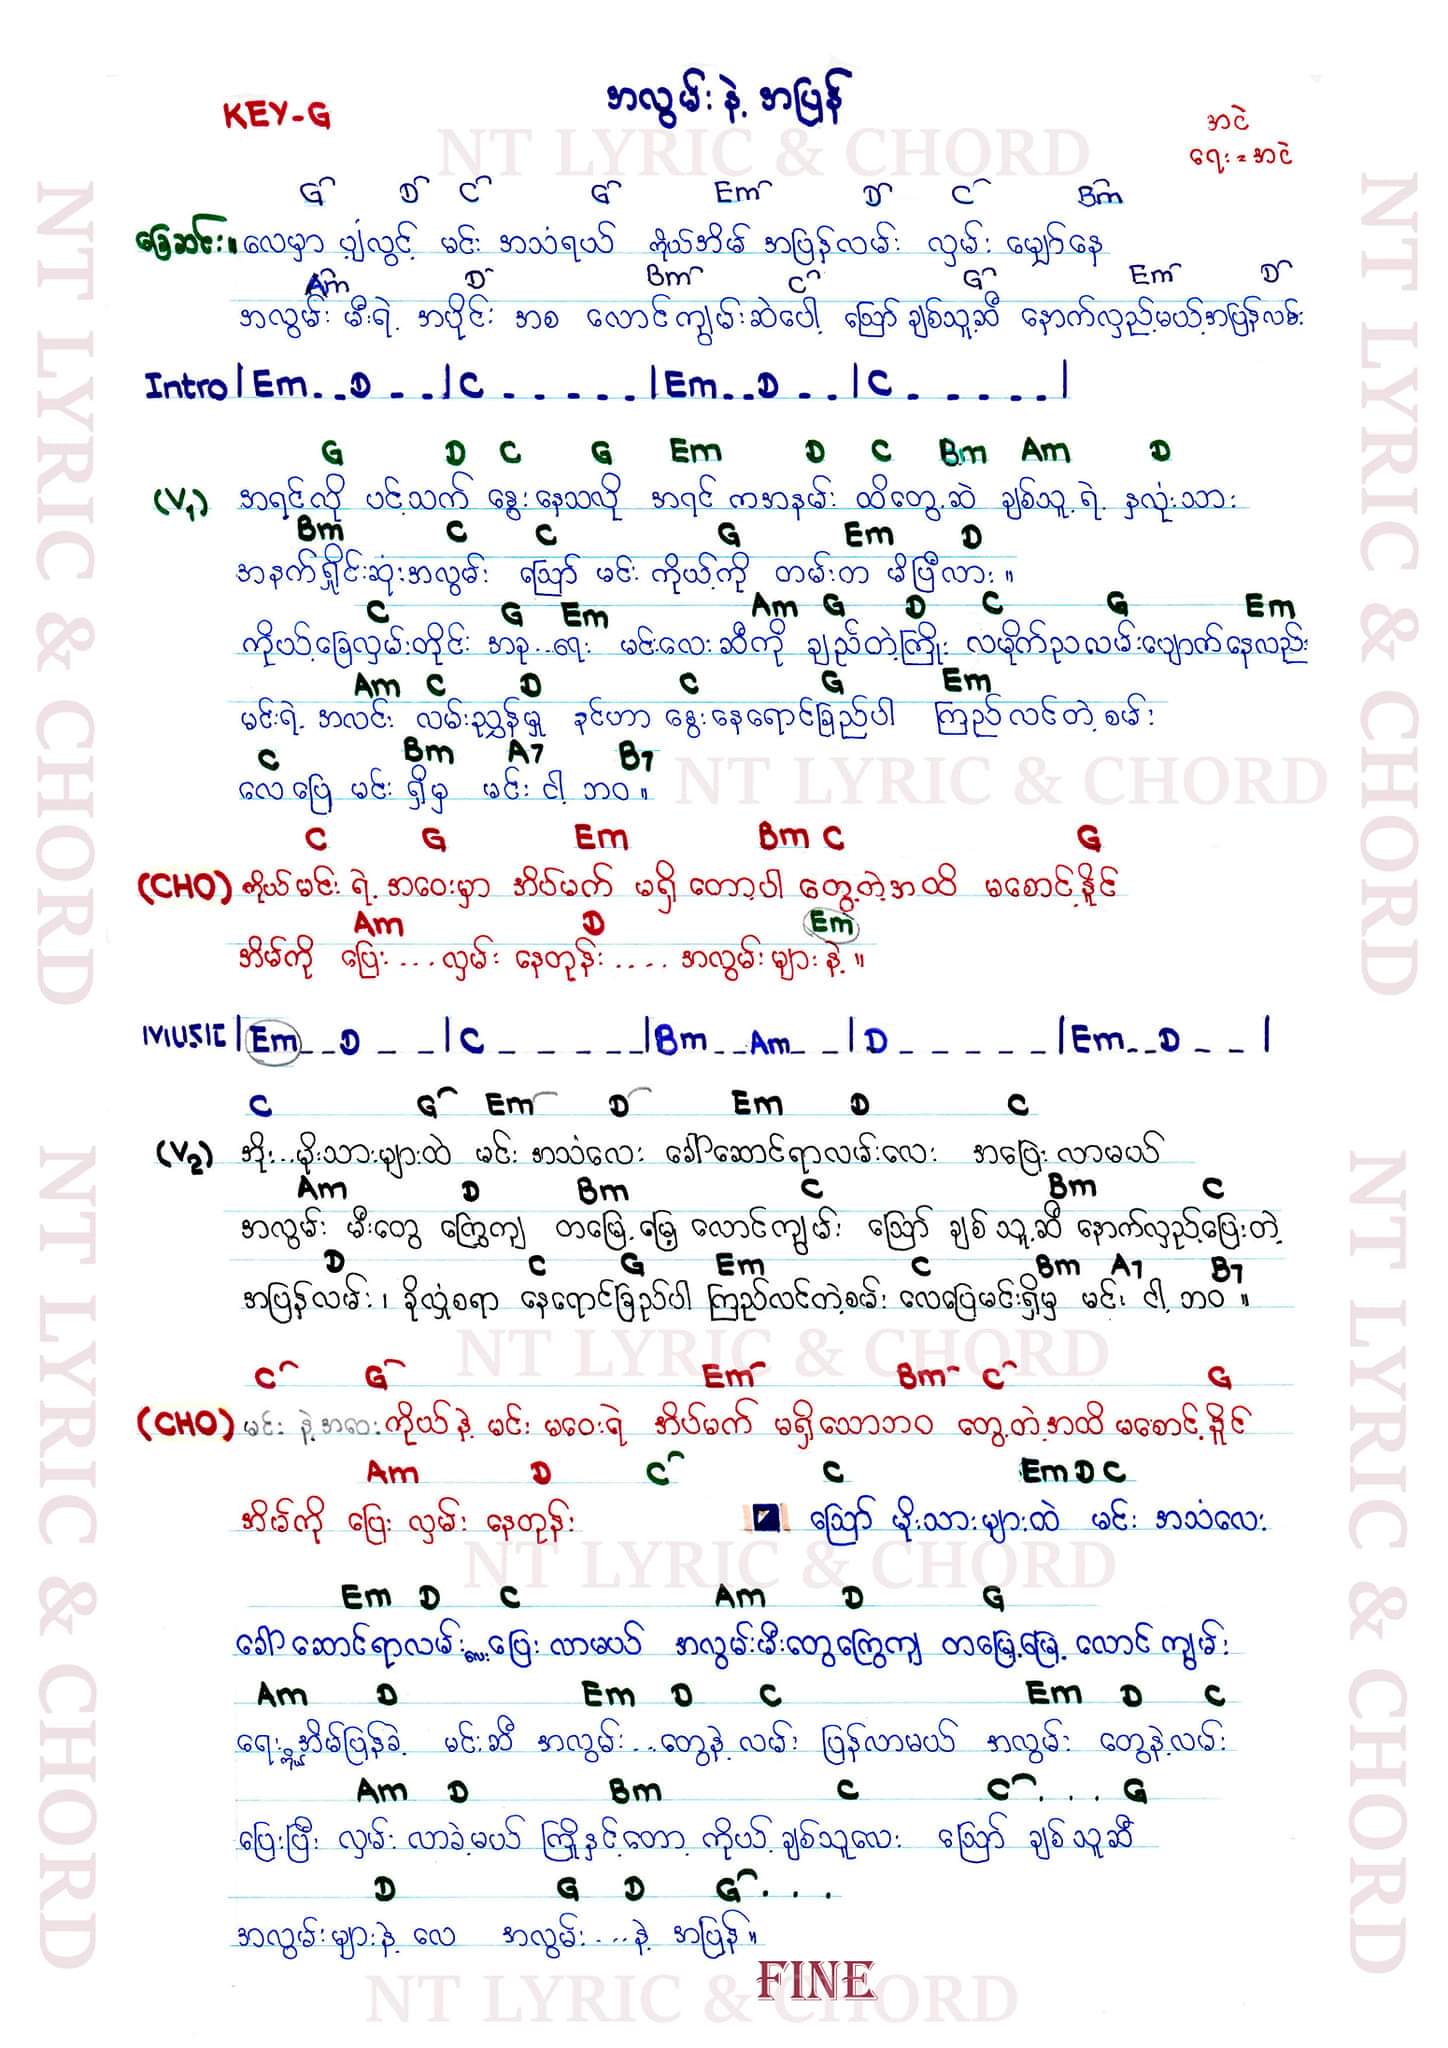 အလွမ်းနဲ့ အပြန်
KEY-G
အငဲ
ရေး = အငဲ
G D C G Em D C Bm
ခြေဆင်း။ လေမှာ ပျံ့လွင့် မင်း အသံရယ် ကိုယ်အိမ် အပြန်လမ်း လှမ်း မျှော်နေ
Am D Bm C G Em D
အလွမ်း မီးရဲ့ အပိုင်း အစ လောင်ကျွမ်းဆဲပေါ့ သြော် ချစ်သူ့ဆီ နောက်လှည့်မယ့်အပြန်လမ်း
Intro | Em . . D . . | C . . . . . | Em . . D . . | C . . . . . |
G D C G Em D C Bm Am D
(V1) အရင်လို ပင့်သက် နွေးနေသလို အရင် ကအနမ်း ထိတွေ့ဆဲ ချစ်သူ့ရဲ့ နှလုံးသား
Bm C C G Em D
အနက်ရှိုင်းဆုံးအလွမ်း သြော် မင်း ကိုယ့်ကို တမ်းတ မိပြီလား။
C G Em Am G D C G Em
ကိုယ့်ခြေလှမ်းတိုင်း အခု..ရေး မင်းလေးဆီကို ချည်တဲ့ကြိုး လမိုက်ညလမ်းပျောက်နေလည်း
Am C D C G Em
မင်းရဲ့ အလင်း လမ်းညွှန်မှု နင်ဟာ နွေးနေရောင်ခြည်ပါ ကြည်လင်တဲ့စမ်း
C Bm A7 B7
လေပြေ မင်း ရှိမှ မင်း ငါ့ ဘဝ။
C G Em Bm C G
(CHO) ကိုယ်မင်း ရဲ့ အဝေးမှာ အိပ်မက် မရှိ တော့ပါ တွေ့တဲ့အထိ မစောင့်နိုင်
Am D Em
အိမ်ကို ပြေး ...လှမ်း နေတုန်း.... အလွမ်းများနဲ့။
MUSIC | Em _ _ D _ _ | C _ _ _ _ _ | Bm _ _ Am _ _ | D _ _ _ _ _ | Em _ _ D _ _ |
C G Em D Em D C
(V2) အိုး..မိုးသားများထဲ မင်း အသံလေး ခေါ်ဆောင်ရာလမ်းလေး အပြေးလာမယ်
Am D Bm C Bm C
အလွမ်း မီးတွေ ကြွေကျ တမြေ့မြေ့ လောင်ကျွမ်း သြော် ချစ် သူ့ဆီ နောက်လှည့်ပြေးတဲ့
D C G Em C Bm A7 B7
အပြန်လမ်း၊ ခိုလှုံစရာ နေရောင်ခြည်ပါ ကြည်လင်တဲ့စမ်း လေပြေမင်းရှိမှ မင်း ငါ့ ဘဝ။
C G Em Bm C G
(CHO) မင်း နဲ့အဝေးကိုယ်နဲ့ မင်း မဝေးရဲ အိပ်မက် မရှိသောဘဝ တွေ့တဲ့အထိ မစောင့်နိုင်
Am D C C Em D C
အိမ်ကို ပြေး လှမ်း နေတုန်း သြော် မိုးသားများထဲ မင်း အသံလေး
Em D C Am D G
ခေါ်ဆောင်ရာလမ်းလေးပြေးလာမယ် အလွမ်းမီးတွေကြွေကျ တမြေ့မြေ့ လောင်ကျွမ်း
Am D Em D C Em D C
ရေး အိမ်ပြန်ခဲ့ မင်းဆီ အလွမ်း...တွေနဲ့ လမ်း ပြန်လာမယ် အလွမ်း တွေနဲ့လမ်း
Am D Bm C C.... G
ပြေးပြီး လှမ်း လာခဲ့မယ် ကြိုနှင့်တော့ ကိုယ့် ချစ်သူလေး သြော် ချစ်သူဆီ
D G D G...
အလွမ်းများနဲ့ လေ အလွမ်း...နဲ့ အပြန်။
FINE
NT LYRIC & CHORD
NT LYRIC & CHORD
NT LYRIC & CHORD
NT LYRIC & CHORD
NT LYRIC & CHORD
NT LYRIC & CHORD
NT LYRIC & CHORD
NT LYRIC & CHORD
NT LYRIC & CHORD